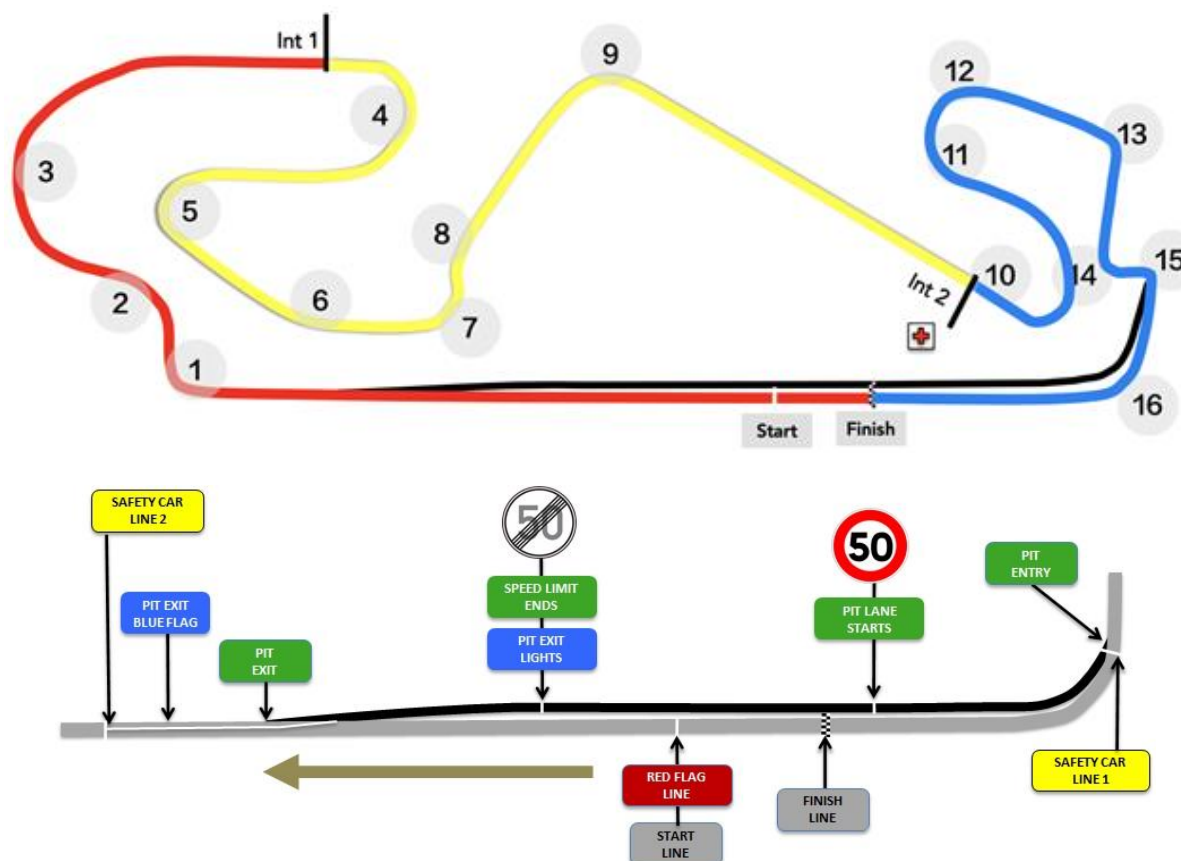 Int 1
9
12
4
13
11
3
5
8
15
10
14
2
6
Int 2
7
1
16
Start
Finish
SAFETY CAR
LINE 2
50
50
PIT
ENTRY
SPEED LIMIT
ENDS
PIT EXIT
BLUE FLAG
PIT LANE
STARTS
PIT EXIT
LIGHTS
PIT
EXIT
RED FLAG
LINE
FINISH
LINE
SAFETY CAR
LINE 1
START
LINE